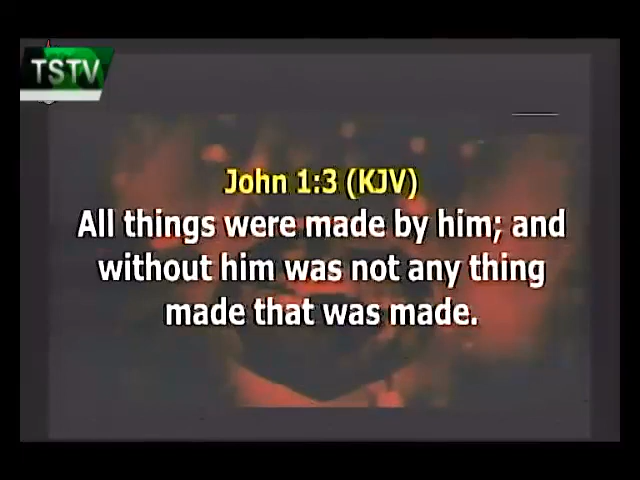 TSTV
John 1:3 (KJV)
All things were made by him; and
without him was not any thing
made that was made.